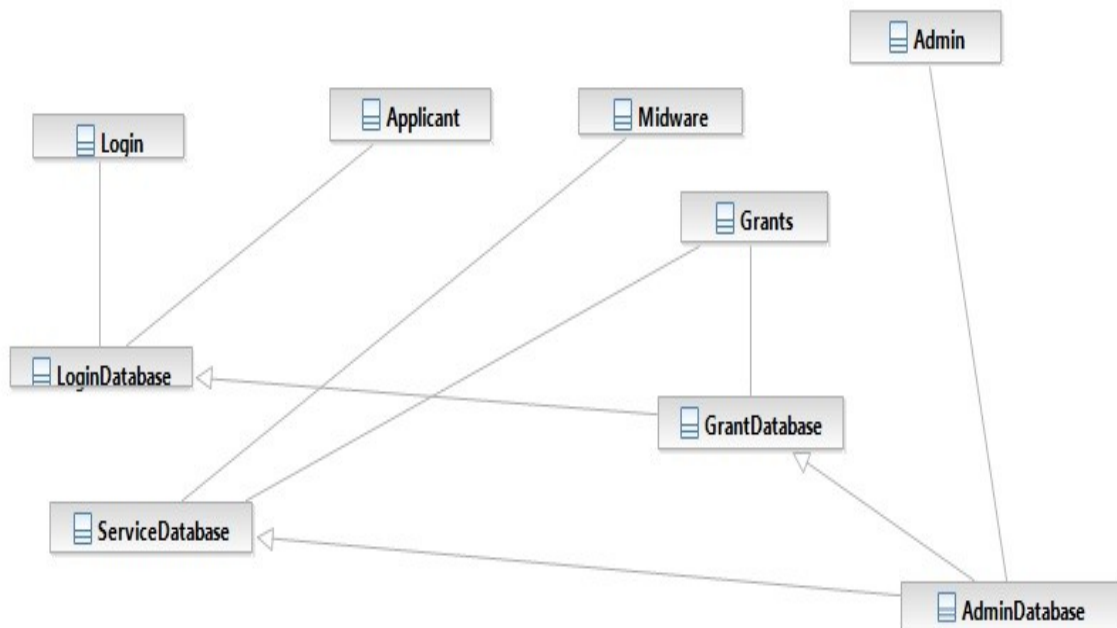 Admin
Applicant
Midware
Login
Grants
LoginDatabase
GrantDatabase
ServiceDatabase
AdminDatabase